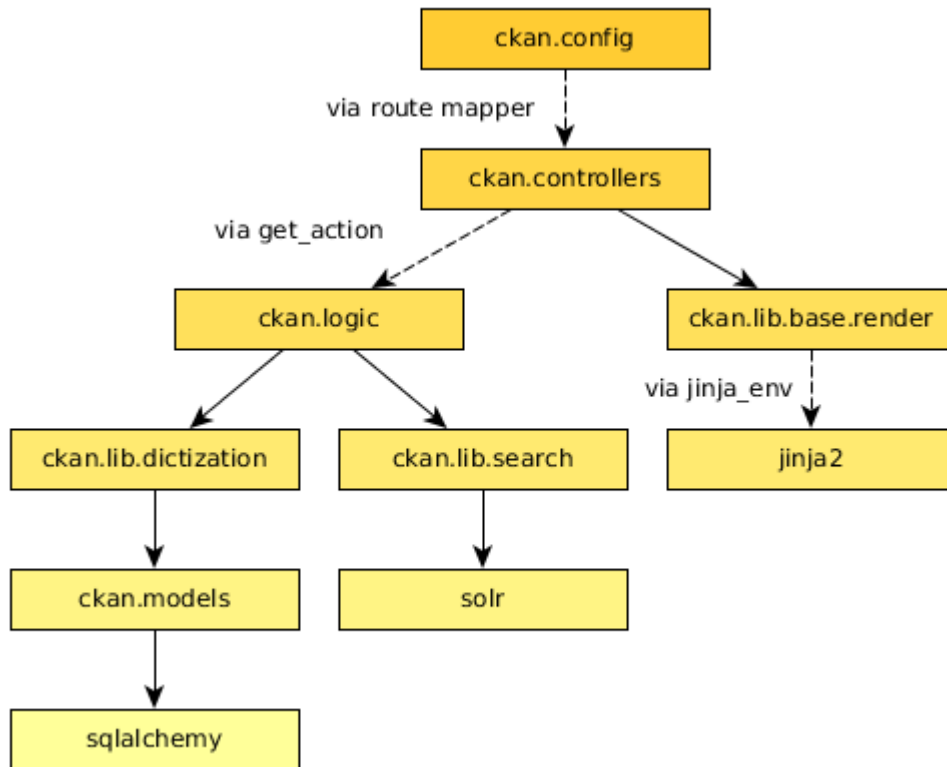 ckan.config
via route mapper
ckan.controllers
via get_action
ckan.logic
ckan.lib.base.render
via jinja_env
ckan.lib.dictization
ckan.lib.search
jinja2
ckan.models
solr
sqlalchemy